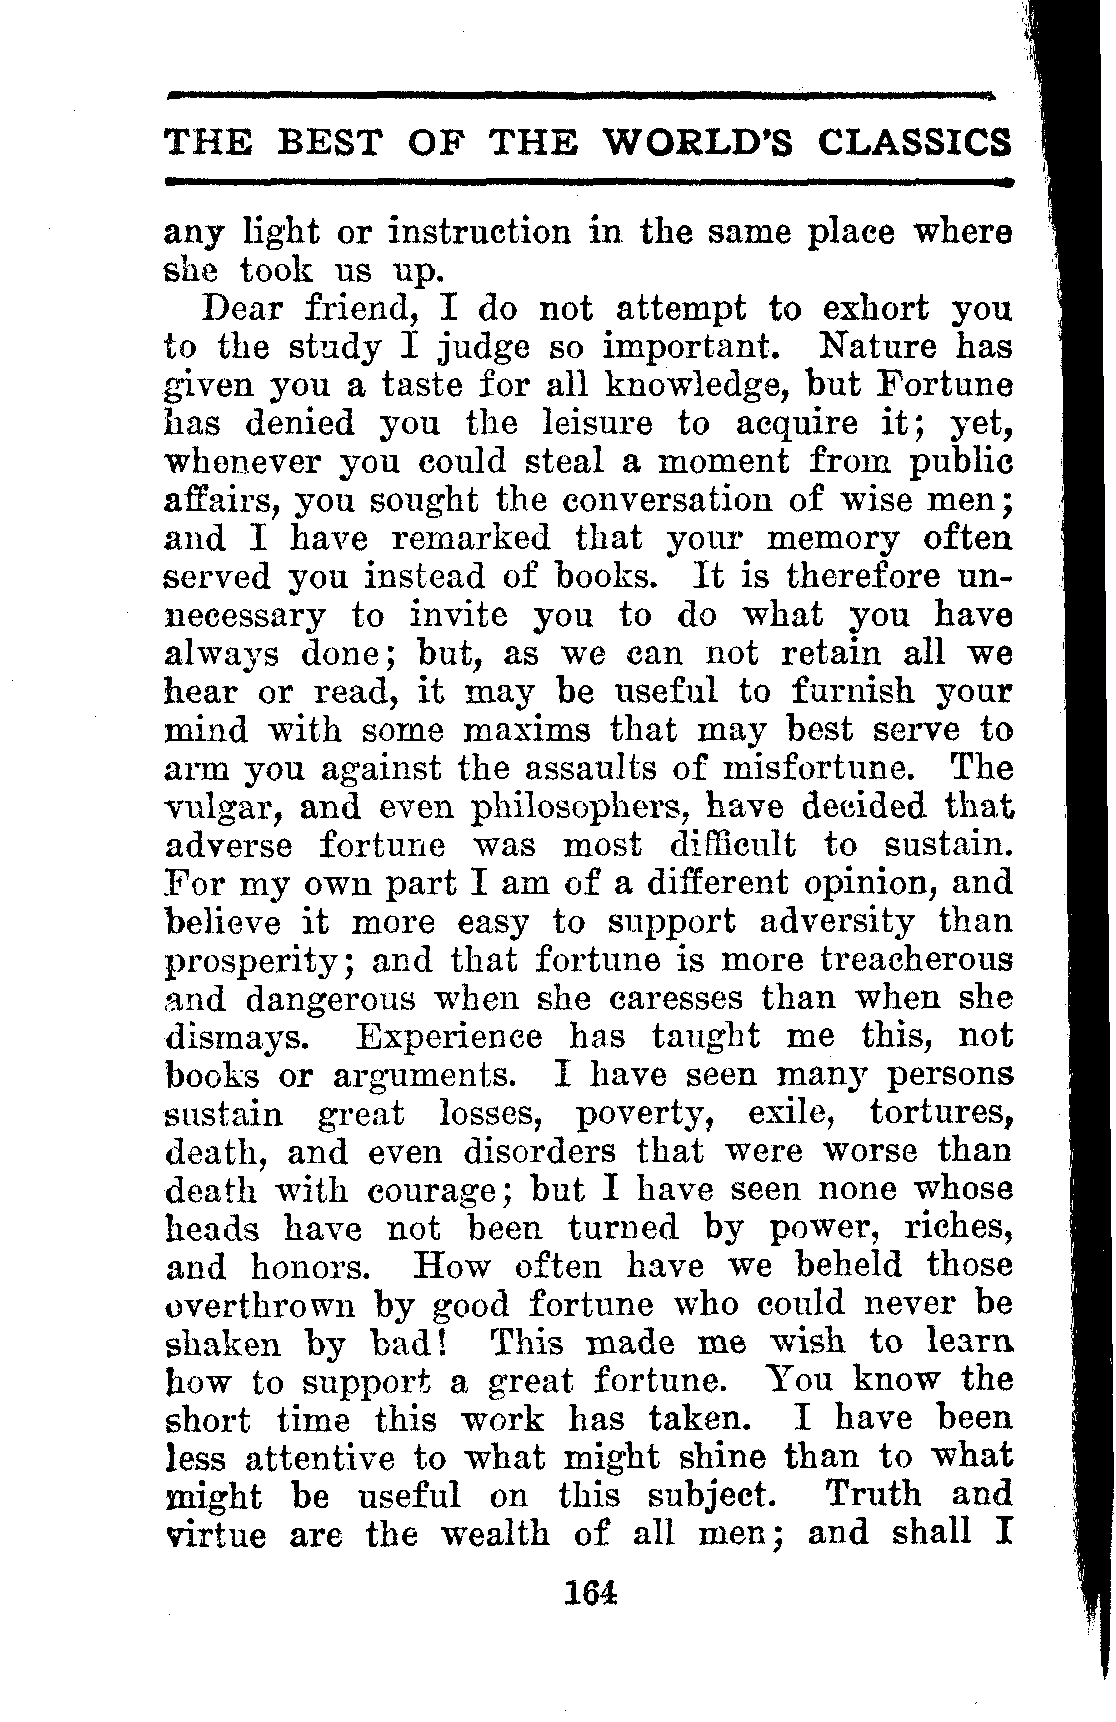 THE BEST OF THE WORLD'S CLASSICS
any light or instruction in the same place where
she took us up.
Dear friend, I do not attempt to exhort you
to the study I judge so important. Nature has
given you a taste for all knowledge, but Fortune
has denied you the leisure to acquire it; yet,
whenever you could steal a moment from public
affairs, you sought the conversation of wise men;
and I have remarked that your memory often
served you instead of books. It is therefore un-
necessary to invite you to do what you have
always done; but, as we can not retain all we
hear or read, it may be useful to furnish your
mind with some maxims that may best serve to
arm you against the assaults of misfortune. The
vulgar, and even philosophers, have decided that
adverse fortune was most difficult to sustain.
For my own part I am of a different opinion, and
believe it more easy to support adversity than
prosperity; and that fortune is more treacherous
and dangerous when she caresses than when she
dismays. Experience has taught me this, not
books or arguments. I have seen many persons
sustain great losses, poverty, exile, tortures,
death, and even disorders that were worse than
death with courage; but I have seen none whose
heads have not been turned by power, riches,
and honors. How often have we beheld those
overthrown by good fortune who could never be
shaken by bad! This made me wish to learn
how to support a great fortune. You know the
short time this work has taken. I have been
less attentive to what might shine than to what
might be useful on this subject. Truth and
virtue are the wealth of all men; and shall I
164